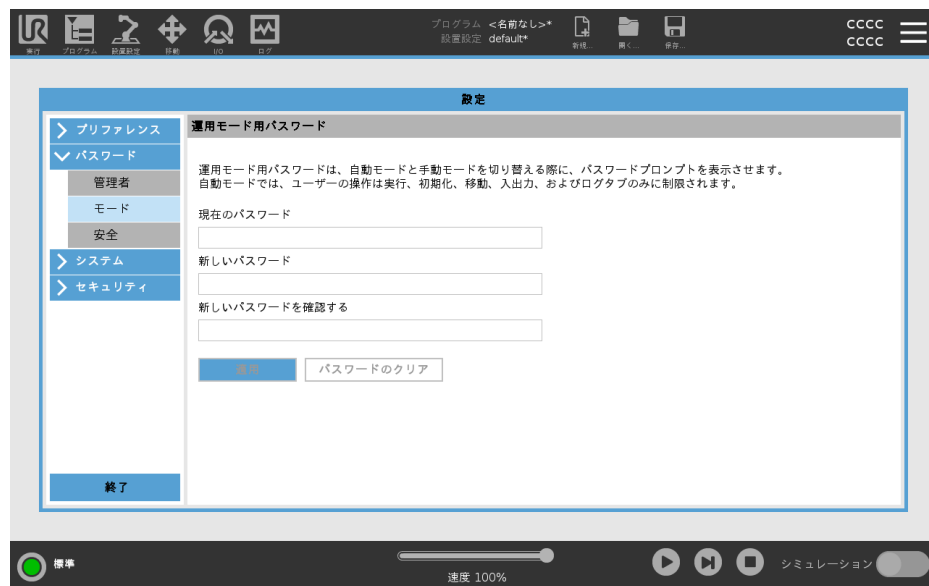 プログラム <名前なし>*
設置設定 default*
実行 プログラム 設置設定 移動 I/O ログ
新規... 開く... 保存...
CCCC
CCCC
設定
プリファレンス
パスワード
管理者
モード
安全
システム
セキュリティ
終了
運用モード用パスワード
運用モード用パスワードは、自動モードと手動モードを切り替える際に、パスワードプロンプトを表示させます。
自動モードでは、ユーザーの操作は実行、初期化、移動、入出力、およびログタブのみに制限されます。
現在のパスワード
新しいパスワード
新しいパスワードを確認する
適用 パスワードのクリア
標準
速度 100%
シミュレーション